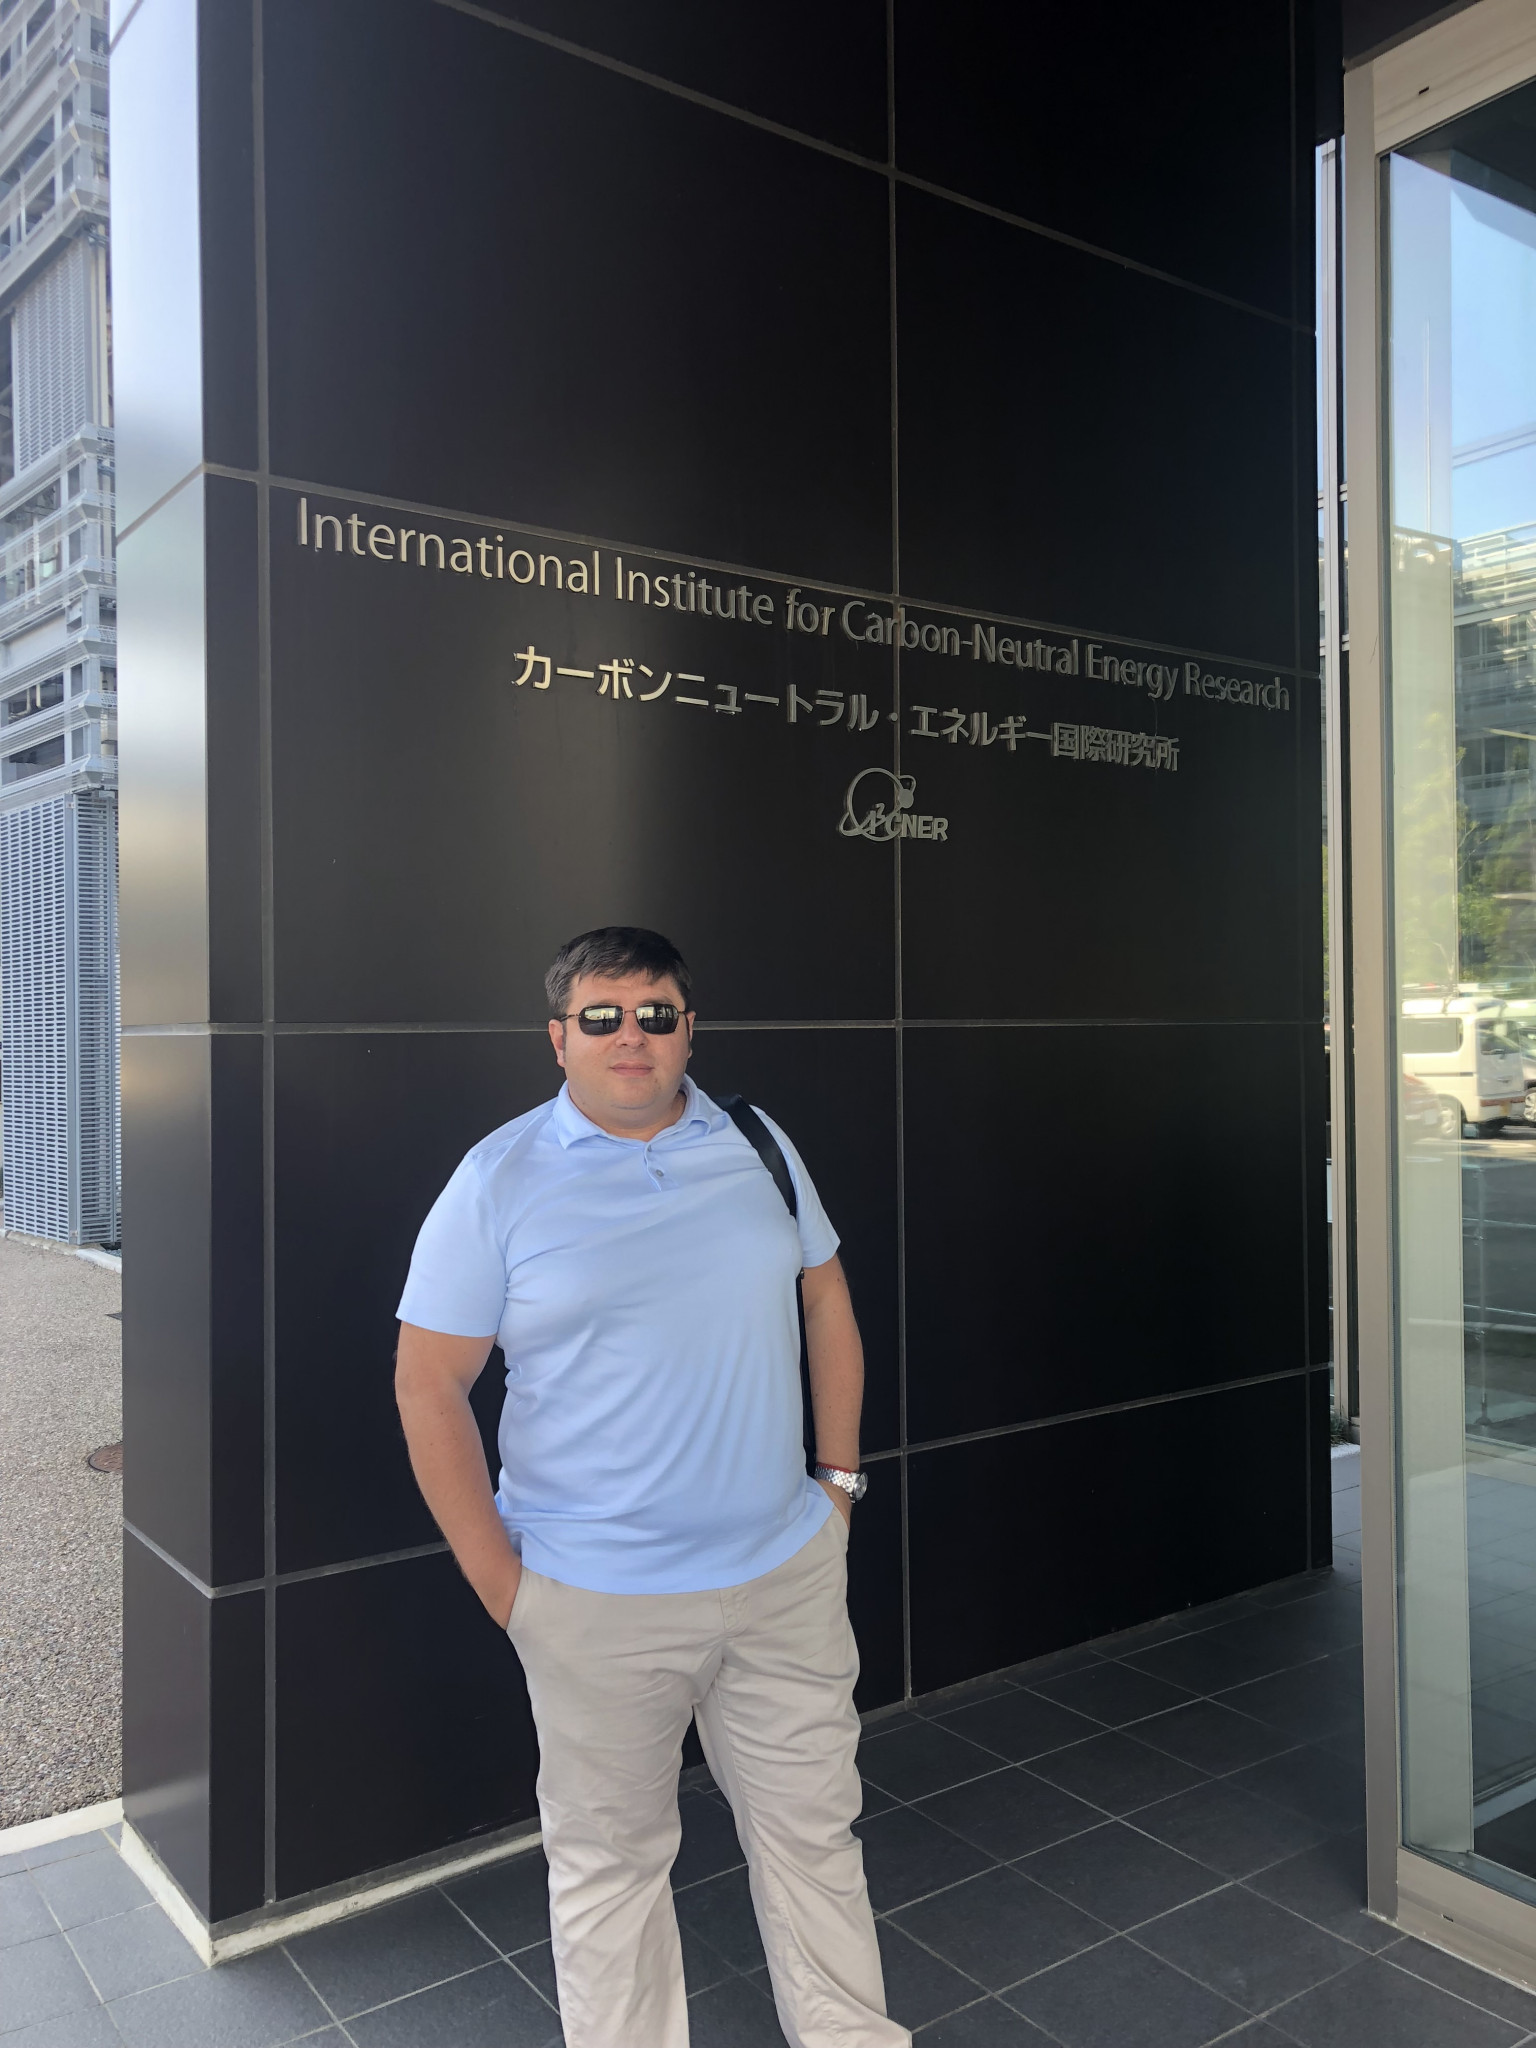 International Institute for Carbon-Neutral Energy Research
カーボンニュートラル・エネルギー国際研究所
I²CNER